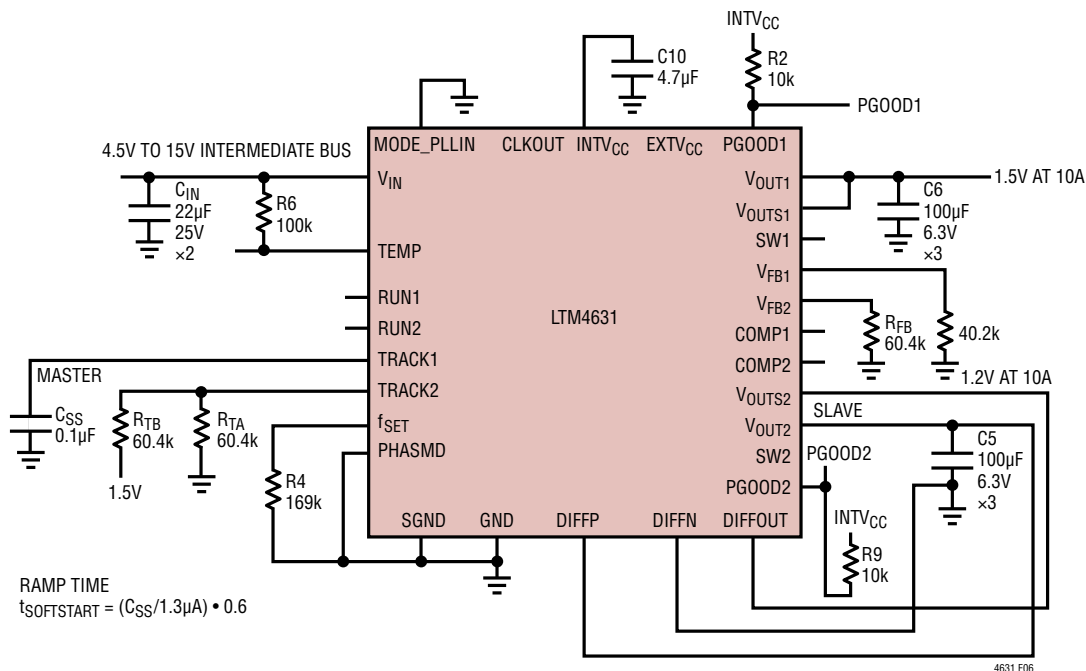 INTVCC
C10
4.7µF
R2
10k
PGOOD1
4.5V TO 15V INTERMEDIATE BUS
MODE_PLLIN
CLKOUT
INTVCC
EXTVCC
PGOOD1
CIN
22µF
25V
×2
R6
100k
VIN
TEMP
RUN1
RUN2
TRACK1
TRACK2
fSET
PHASMD
LTM4631
VOUT1
VOUTS1
SW1
VFB1
VFB2
COMP1
COMP2
VOUTS2
VOUT2
SW2
PGOOD2
1.5V AT 10A
C6
100µF
6.3V
×3
RFB
60.4k
40.2k
1.2V AT 10A
SLAVE
MASTER
CSS
0.1µF
RTB
60.4k
RTA
60.4k
1.5V
R4
169k
PGOOD2
C5
100µF
6.3V
×3
SGND
GND
DIFFP
DIFFN
DIFFOUT
INTVCC
R9
10k
RAMP TIME
tSOFTSTART = (CSS/1.3µA) • 0.6
4631 F06